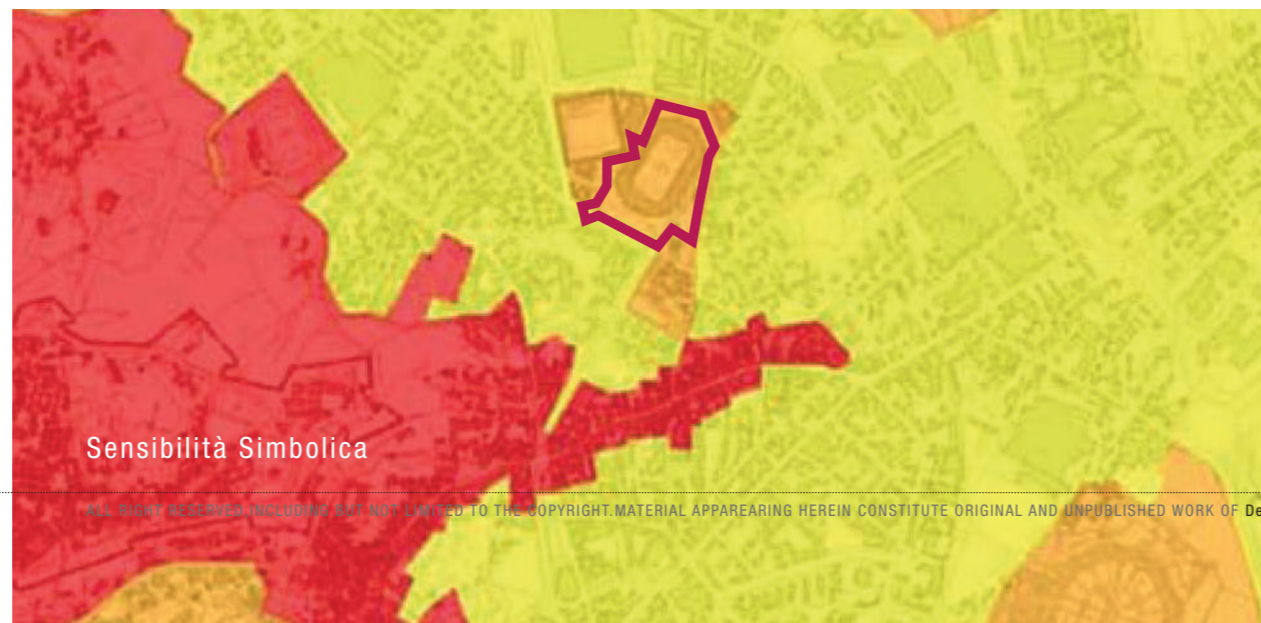 Sensibilità Simbolica
ALL RIGHT RESERVED,INCLUDING BUT NOT LIMITED TO THE COPYRIGHT.MATERIAL APPAREARING HEREIN CONSTITUTE ORIGINAL AND UNPUBLISHED WORK OF De